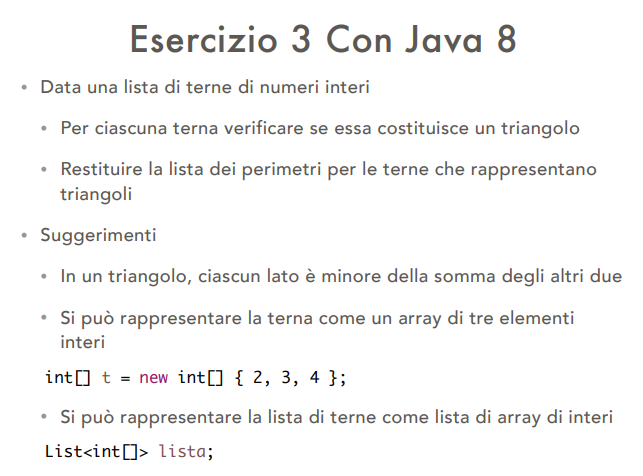 Esercizio 3 Con Java 8
• Data una lista di terne di numeri interi
• Per ciascuna terna verificare se essa costituisce un triangolo
• Restituire la lista dei perimetri per le terne che rappresentano
triangoli
• Suggerimenti
• In un triangolo, ciascun lato è minore della somma degli altri due
• Si può rappresentare la terna come un array di tre elementi
interi
int[] t = new int[] { 2, 3, 4 };
• Si può rappresentare la lista di terne come lista di array di interi
List<int[]> lista;